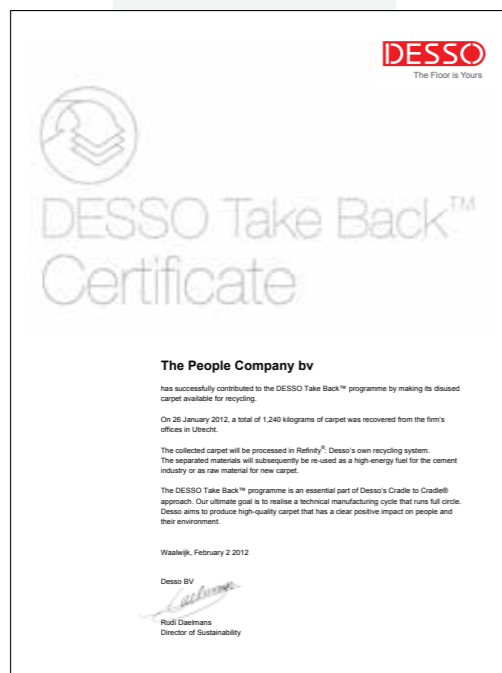 DESSO
The Floor is Yours
DESSO Take Back™
Certificate
The People Company bv
has successfully contributed to the DESSO Take Back™ programme by making its disused
carpet available for recycling.
On 26 January 2012, a total of 1,240 kilograms of carpet was recovered from the firm's
offices in Utrecht.
The collected carpet will be processed in Refinity®: Desso's own recycling system.
The separated materials will subsequently be re-used as a high-energy fuel for the cement
industry or as raw material for new carpet.
The DESSO Take Back™ programme is an essential part of Desso's Cradle to Cradle®
approach. Our ultimate goal is to realise a technical manufacturing cycle that runs full circle.
Desso aims to produce high-quality carpet that has a clear positive impact on people and
their environment.
Waalwijk, February 2 2012
Desso BV
Rudi Daelmans
Director of Sustainability